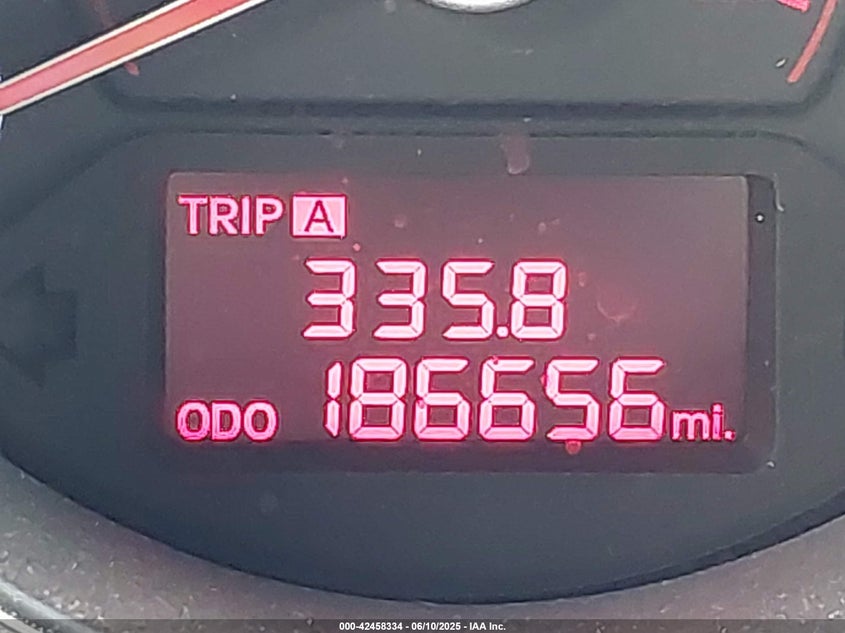 TRIP A
335.8
ODO 186656 mi.
000-42458334 - 06/10/2025 - IAA Inc.